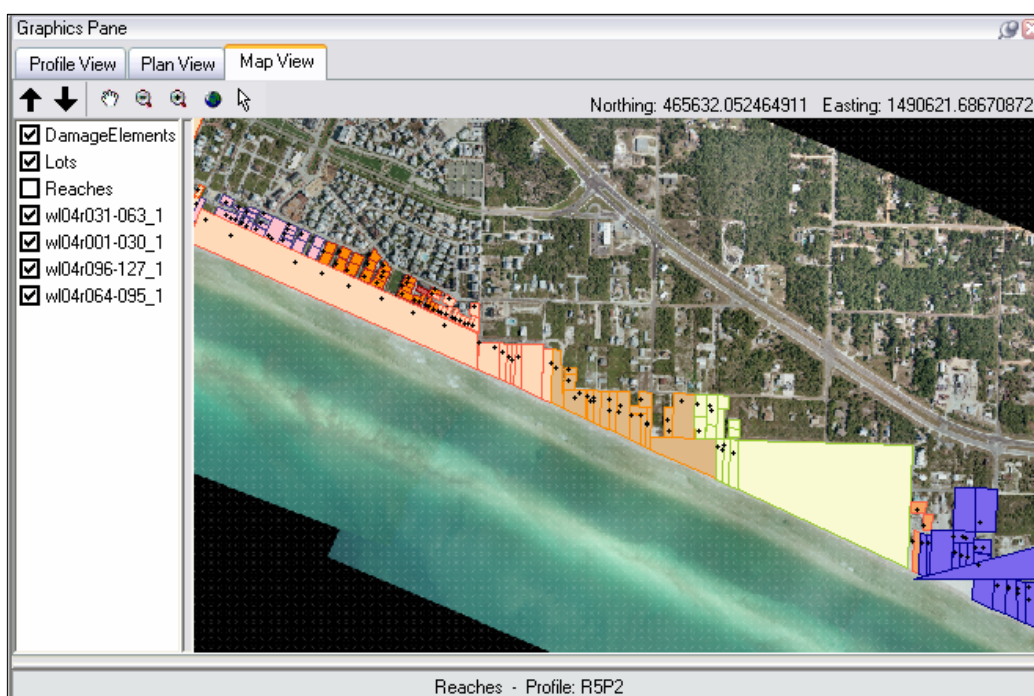 Graphics Pane
Profile View Plan View Map View
Northing: 465632.052464911 Easting: 1490621.68670872
DamageElements
Lots
Reaches
wl04r031-063_1
wl04r001-030_1
wl04r096-127_1
wl04r064-095_1
Reaches - Profile: R5P2